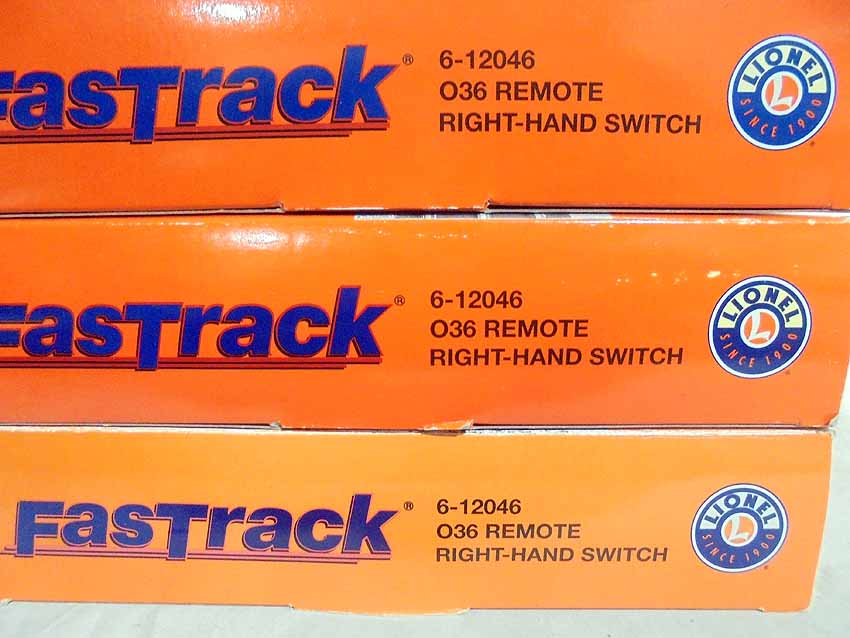 FasTrack®
6-12046
O36 REMOTE
RIGHT-HAND SWITCH
LIONEL
L
SINCE 1900
FasTrack®
6-12046
O36 REMOTE
RIGHT-HAND SWITCH
LIONEL
L
SINCE 1900
FasTrack®
6-12046
O36 REMOTE
RIGHT-HAND SWITCH
LIONEL
L
SINCE 1900